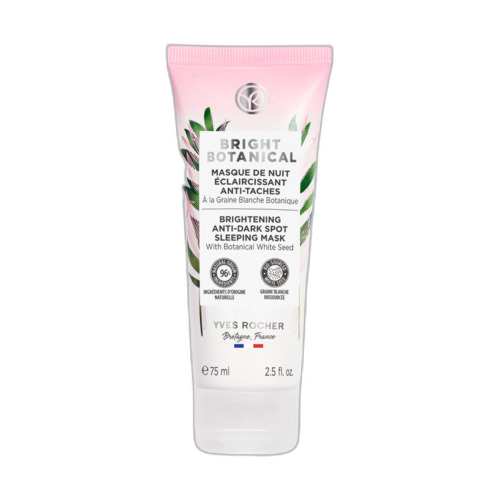 YR
BRIGHT
BOTANICAL
MASQUE DE NUIT
ÉCLAIRCISSANT
ANTI-TACHES
À la Graine Blanche Botanique
BRIGHTENING
ANTI-DARK SPOT
SLEEPING MASK
With Botanical White Seed
96%
INGRÉDIENTS D'ORIGINE
NATURELLE
GRAINE BLANCHE
BIOSOURCÉE
YVES ROCHER
Bretagne, France
℮ 75 ml
2.5 fl. oz.